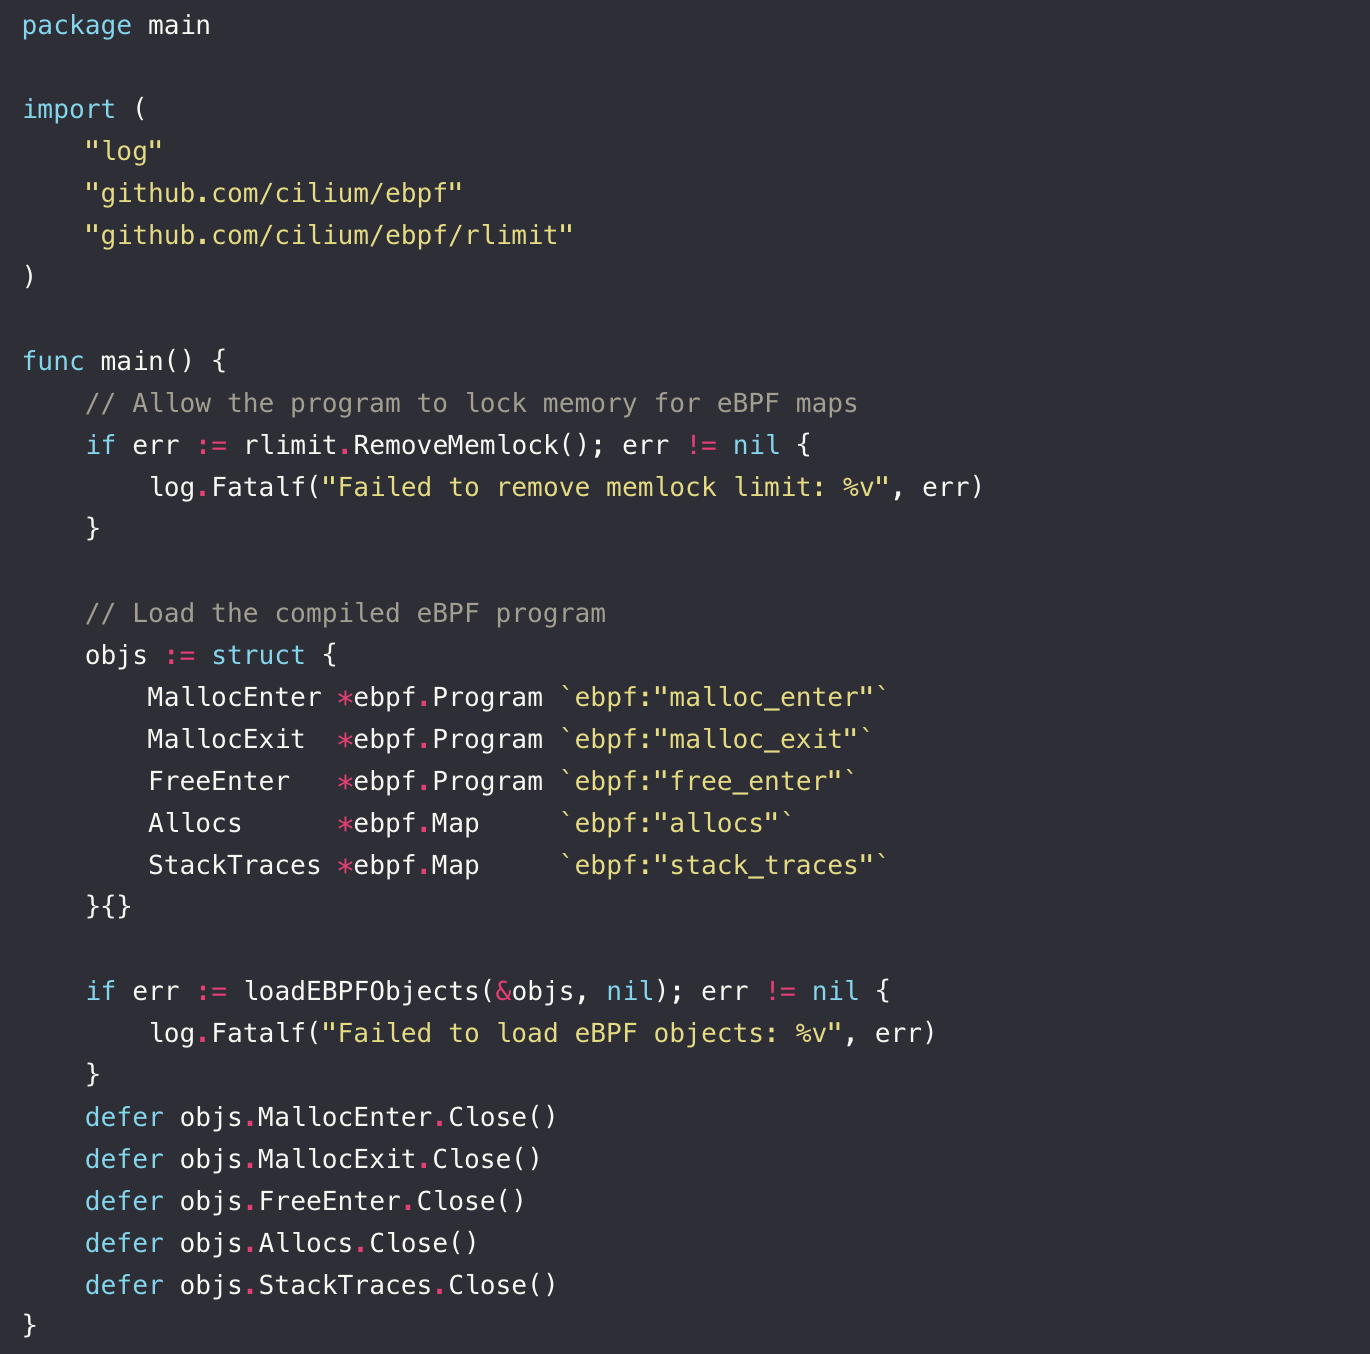 package main

import (
    "log"
    "github.com/cilium/ebpf"
    "github.com/cilium/ebpf/rlimit"
)

func main() {
    // Allow the program to lock memory for eBPF maps
    if err := rlimit.RemoveMemlock(); err != nil {
        log.Fatalf("Failed to remove memlock limit: %v", err)
    }

    // Load the compiled eBPF program
    objs := struct {
        MallocEnter *ebpf.Program `ebpf:"malloc_enter"`
        MallocExit  *ebpf.Program `ebpf:"malloc_exit"`
        FreeEnter   *ebpf.Program `ebpf:"free_enter"`
        Allocs      *ebpf.Map     `ebpf:"allocs"`
        StackTraces *ebpf.Map     `ebpf:"stack_traces"`
    }{}

    if err := loadEBPFObjects(&objs, nil); err != nil {
        log.Fatalf("Failed to load eBPF objects: %v", err)
    }
    defer objs.MallocEnter.Close()
    defer objs.MallocExit.Close()
    defer objs.FreeEnter.Close()
    defer objs.Allocs.Close()
    defer objs.StackTraces.Close()
}